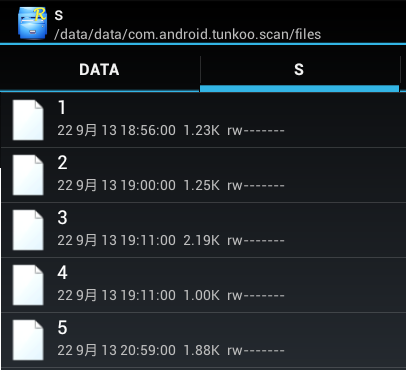 R
s
/data/data/com.android.tunkoo.scan/files
DATA
S
1
22 9月 13 18:56:00 1.23K rw-------
2
22 9月 13 19:00:00 1.25K rw-------
3
22 9月 13 19:11:00 2.19K rw-------
4
22 9月 13 19:11:00 1.00K rw-------
5
22 9月 13 20:59:00 1.88K rw-------